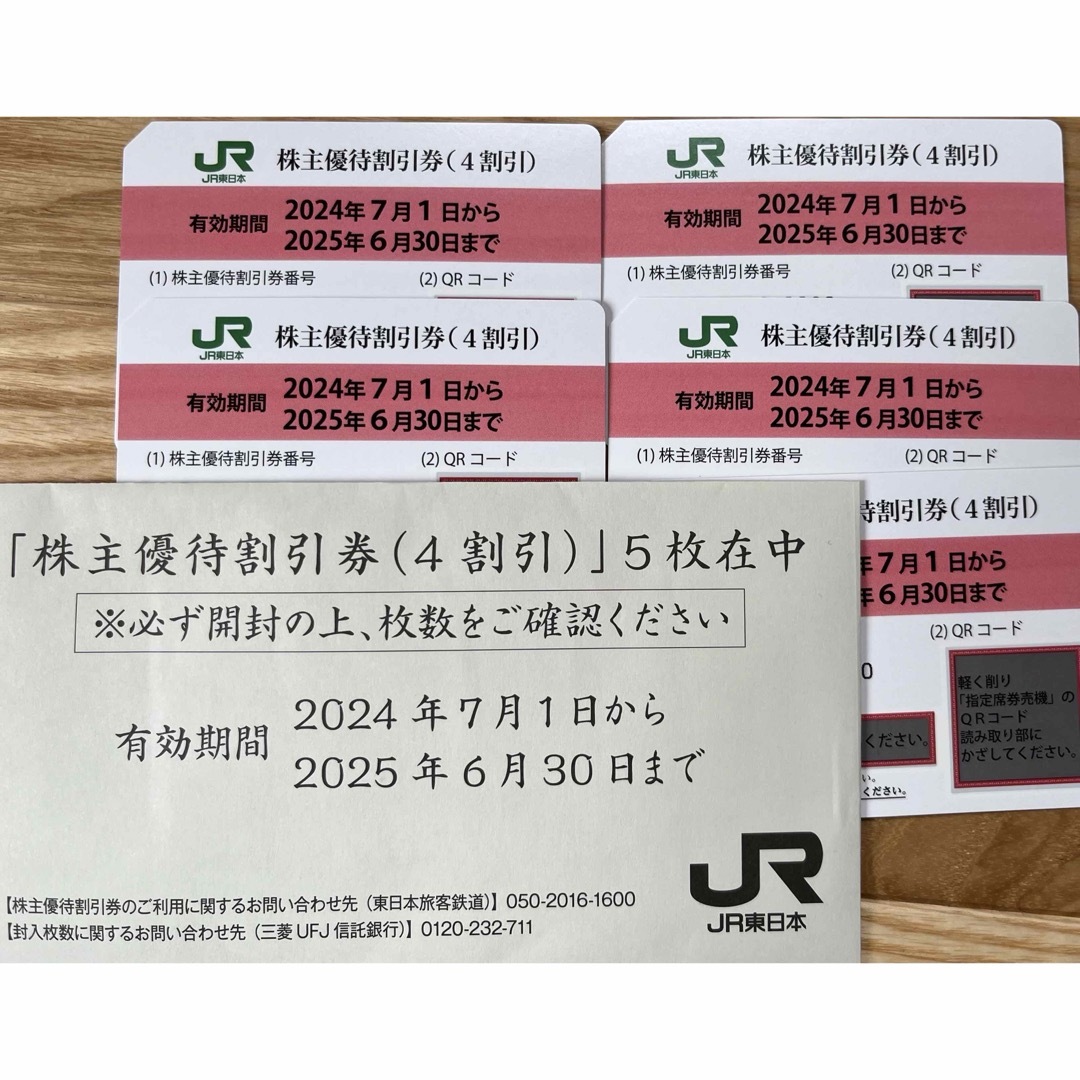 JR
JR東日本
株主優待割引券(4割引)
有効期間
2024年7月1日から
2025年6月30日まで
(1) 株主優待割引券番号
(2) QRコード
JR
JR東日本
株主優待割引券(4割引)
有効期間
2024年7月1日から
2025年6月30日まで
(1) 株主優待割引券番号
(2) QRコード
JR
JR東日本
株主優待割引券(4割引)
有効期間
2024年7月1日から
2025年6月30日まで
(1) 株主優待割引券番号
(2) QRコード
JR
JR東日本
株主優待割引券(4割引)
有効期間
2024年7月1日から
2025年6月30日まで
(1) 株主優待割引券番号
(2) QRコード
待割引券(4割引)
年7月1日から
年6月30日まで
(2) QRコード
0
軽く削り
「指定席券売機」の
QRコード
読み取り部に
かざしてください。
ください。
い。
ください。
「株主優待割引券(4割引)」5枚在中
※必ず開封の上、枚数をご確認ください
有効期間
2024年7月1日から
2025年6月30日まで
JR
JR東日本
【株主優待割引券のご利用に関するお問い合わせ先(東日本旅客鉄道)】050-2016-1600
【封入枚数に関するお問い合わせ先(三菱UFJ信託銀行)】0120-232-711